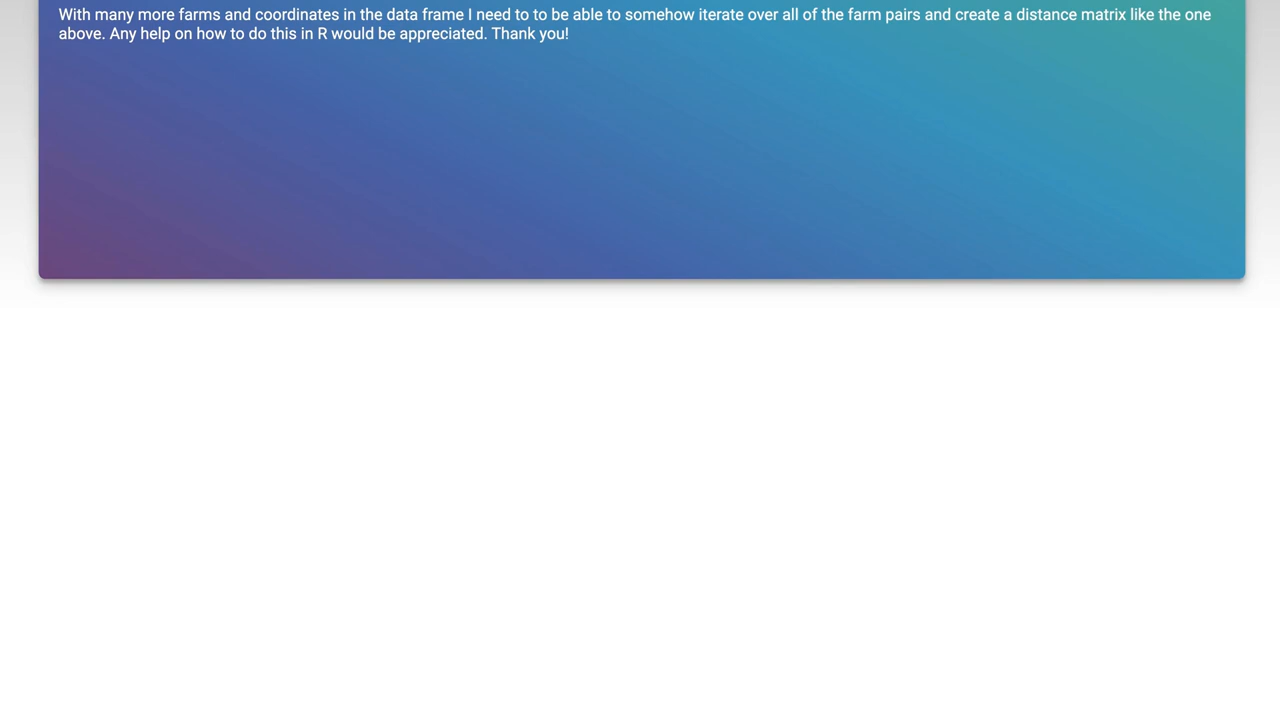 With many more farms and coordinates in the data frame I need to to be able to somehow iterate over all of the farm pairs and create a distance matrix like the one
above. Any help on how to do this in R would be appreciated. Thank you!